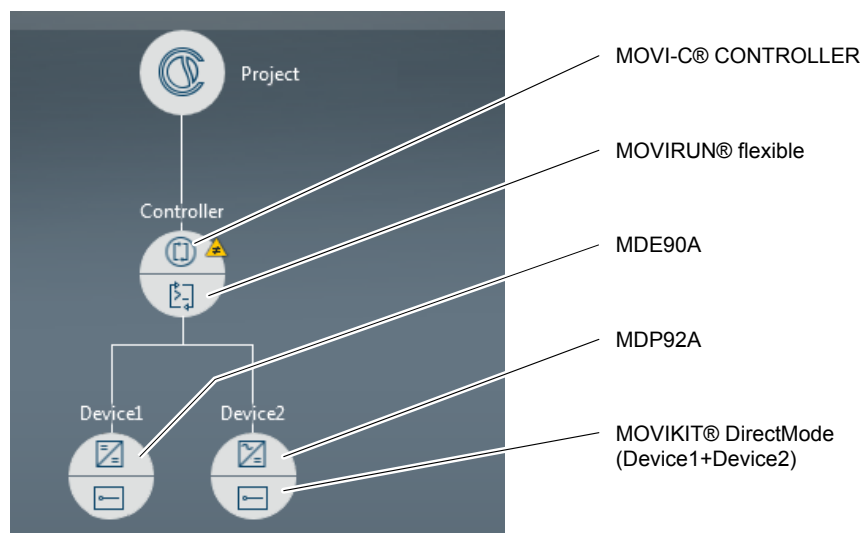 MOVI-C® CONTROLLER
Project
MOVIRUN® flexible
Controller
MDE90A
MDP92A
Device1
Device2
MOVIKIT® DirectMode
(Device1+Device2)